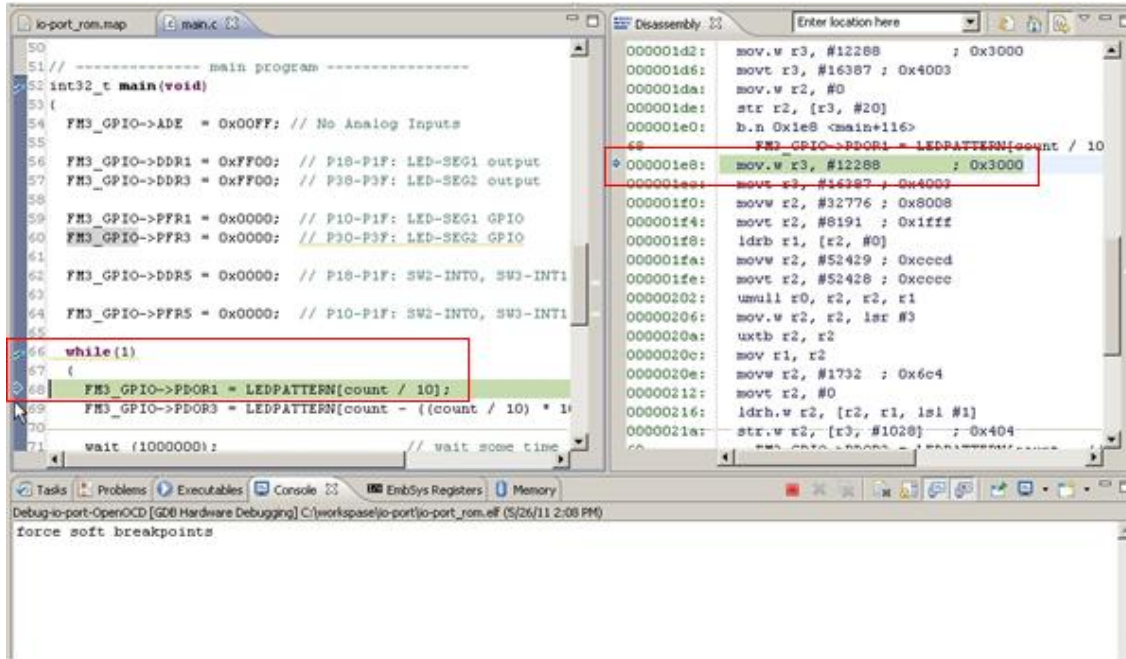 io-port_rom.map
main.c
50
51 // --------------- main program -----------------
52 int32_t main(void)
53 {
54 FM3_GPIO->ADE = 0x00FF; // No Analog Inputs
55
56 FM3_GPIO->DDR1 = 0xFF00; // P18-P1F: LED-SEG1 output
57 FM3_GPIO->DDR3 = 0xFF00; // P38-P3F: LED-SEG2 output
58
59 FM3_GPIO->PFR1 = 0x0000; // P10-P1F: LED-SEG1 GPIO
60 FM3_GPIO->PFR3 = 0x0000; // P30-P3F: LED-SEG2 GPIO
61
62 FM3_GPIO->DDR5 = 0x0000; // P18-P1F: SW2-INT0, SW3-INT1
63
64 FM3_GPIO->PFR5 = 0x0000; // P10-P1F: SW2-INT0, SW3-INT1
65
66 while(1)
67 {
68 FM3_GPIO->PDOR1 = LEDPATTERN[count / 10];
69 FM3_GPIO->PDOR3 = LEDPATTERN[count - ((count / 10) * 1
70
71 wait (1000000); // wait some time
Disassembly
Enter location here
000001d2: mov.w r3, #12288 ; 0x3000
000001d6: movt r3, #16387 ; 0x4003
000001da: mov.w r2, #0
000001de: str r2, [r3, #20]
000001e0: b.n 0x1e8 <main+116>
68 FM3_GPIO->PDOR1 = LEDPATTERN[count / 10
000001e8: mov.w r3, #12288 ; 0x3000
000001ec: movt r3, #16387 ; 0x4003
000001f0: movw r2, #32776 ; 0x8008
000001f4: movt r2, #8191 ; 0x1fff
000001f8: ldrb r1, [r2, #0]
000001fa: movw r2, #52429 ; 0xcccd
000001fe: movt r2, #52428 ; 0xcccc
00000202: umull r0, r2, r2, r1
00000206: mov.w r2, r2, lsr #3
0000020a: uxtb r2, r2
0000020c: mov r1, r2
0000020e: movw r2, #1732 ; 0x6c4
00000212: movt r2, #0
00000216: ldrh.w r2, [r2, r1, lsl #1]
0000021a: str.w r2, [r3, #1028] ; 0x404
Tasks Problems Executables Console EmbSys Registers Memory
Debug-io-port-OpenOCD [GDB Hardware Debugging] C:\workspase\io-port\io-port_rom.elf (5/26/11 2:08 PM)
force soft breakpoints